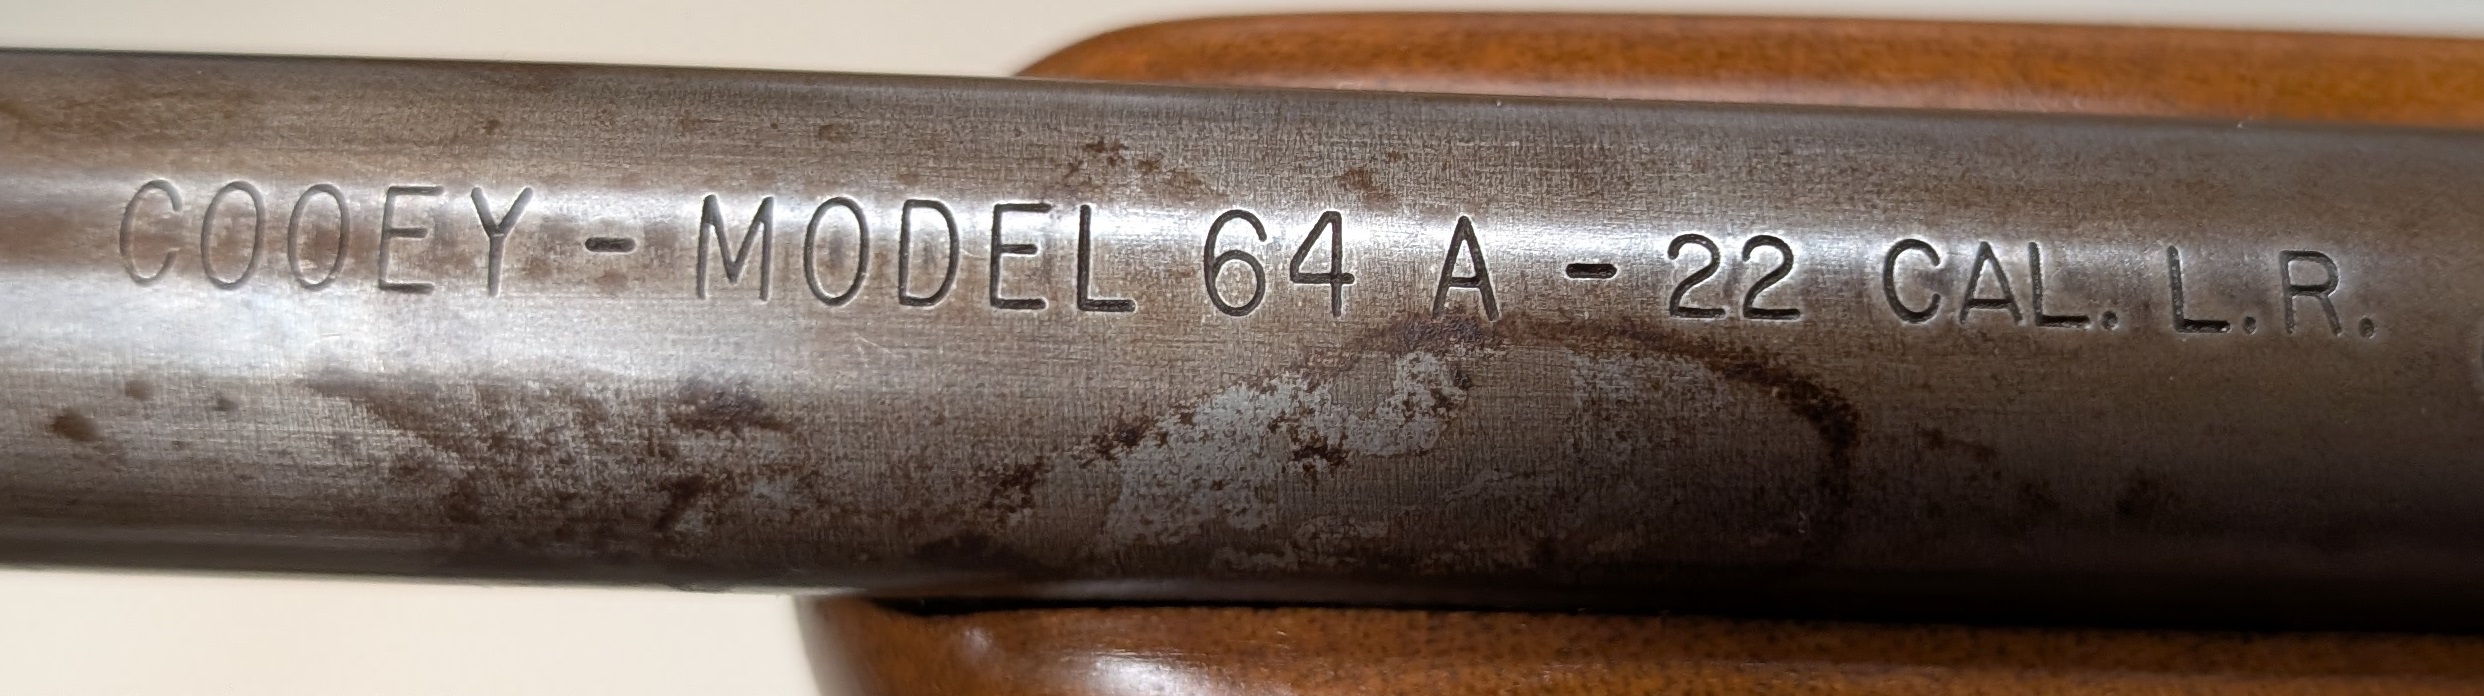 COOEY - MODEL 64 A - 22 CAL. L.R.